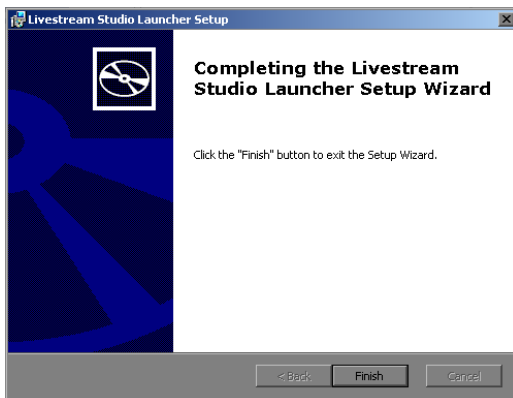 Livestream Studio Launcher Setup
Completing the Livestream
Studio Launcher Setup Wizard
Click the "Finish" button to exit the Setup Wizard.
< Back
Finish
Cancel